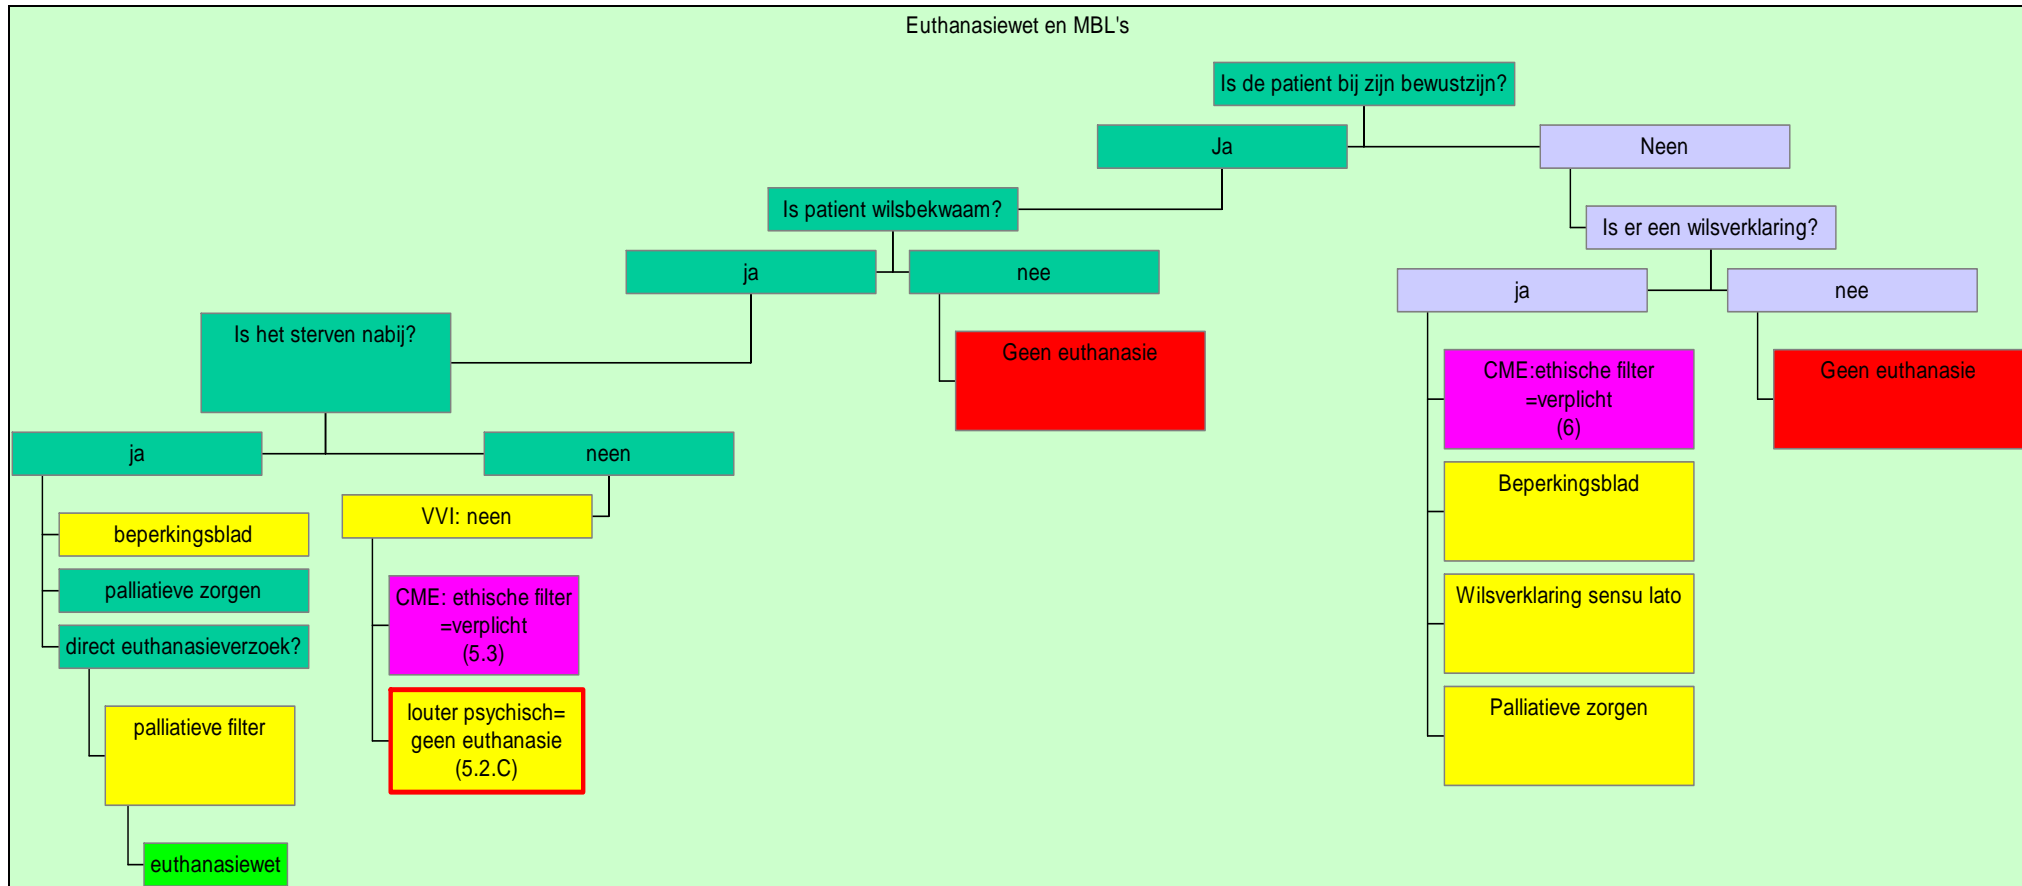 Euthanasiewet en MBL's
Is de patient bij zijn bewustzijn?
Ja
Neen
Is patient wilsbekwaam?
Is er een wilsverklaring?
ja
nee
ja
nee
Is het sterven nabij?
Geen euthanasie
CME:ethische filter
=verplicht
(6)
Geen euthanasie
ja
neen
Beperkingsblad
VVI: neen
beperkingsblad
CME: ethische filter
=verplicht
(5.3)
palliatieve zorgen
Wilsverklaring sensu lato
direct euthanasieverzoek?
louter psychisch=
geen euthanasie
(5.2.C)
Palliatieve zorgen
palliatieve filter
euthanasiewet